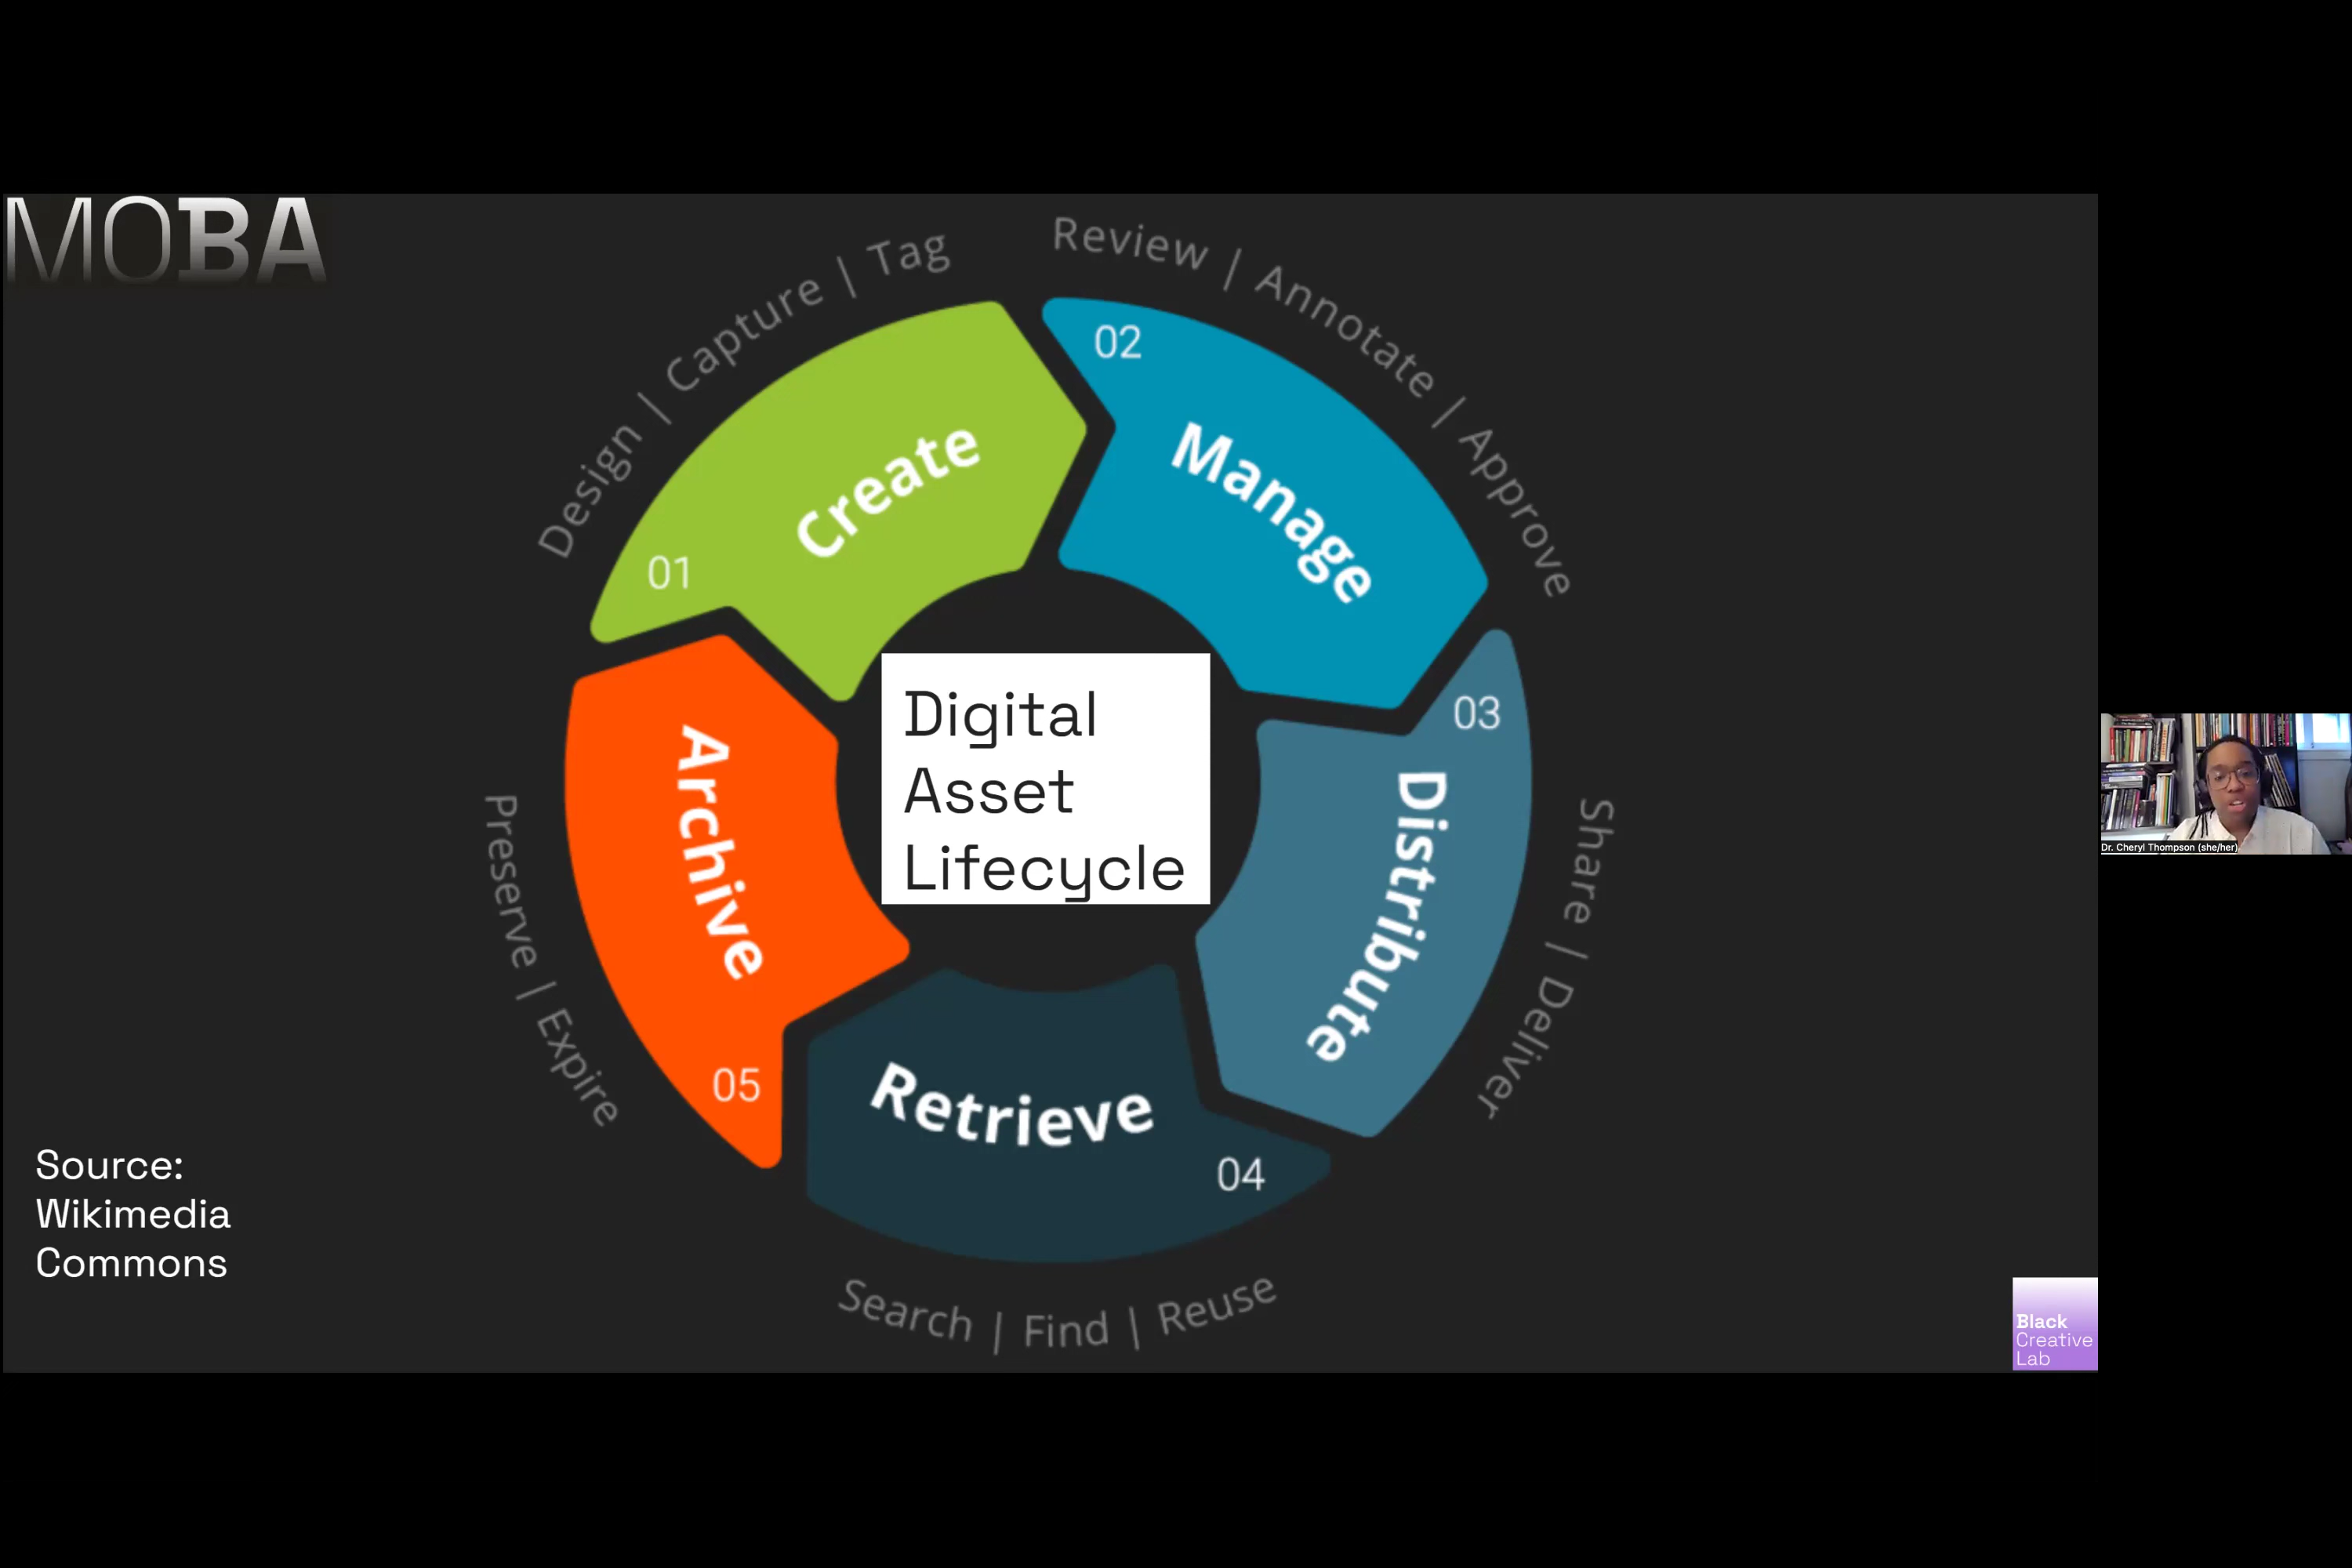 MOBA
Design | Capture | Tag
Review | Annotate | Approve
01
Create
02
Manage
03
Distribute
Share | Deliver
04
Retrieve
Search | Find | Reuse
05
Archive
Preserve | Expire
Digital
Asset
Lifecycle
Source:
Wikimedia
Commons
Black
Creative
Lab
Dr. Cheryl Thompson (she/her)